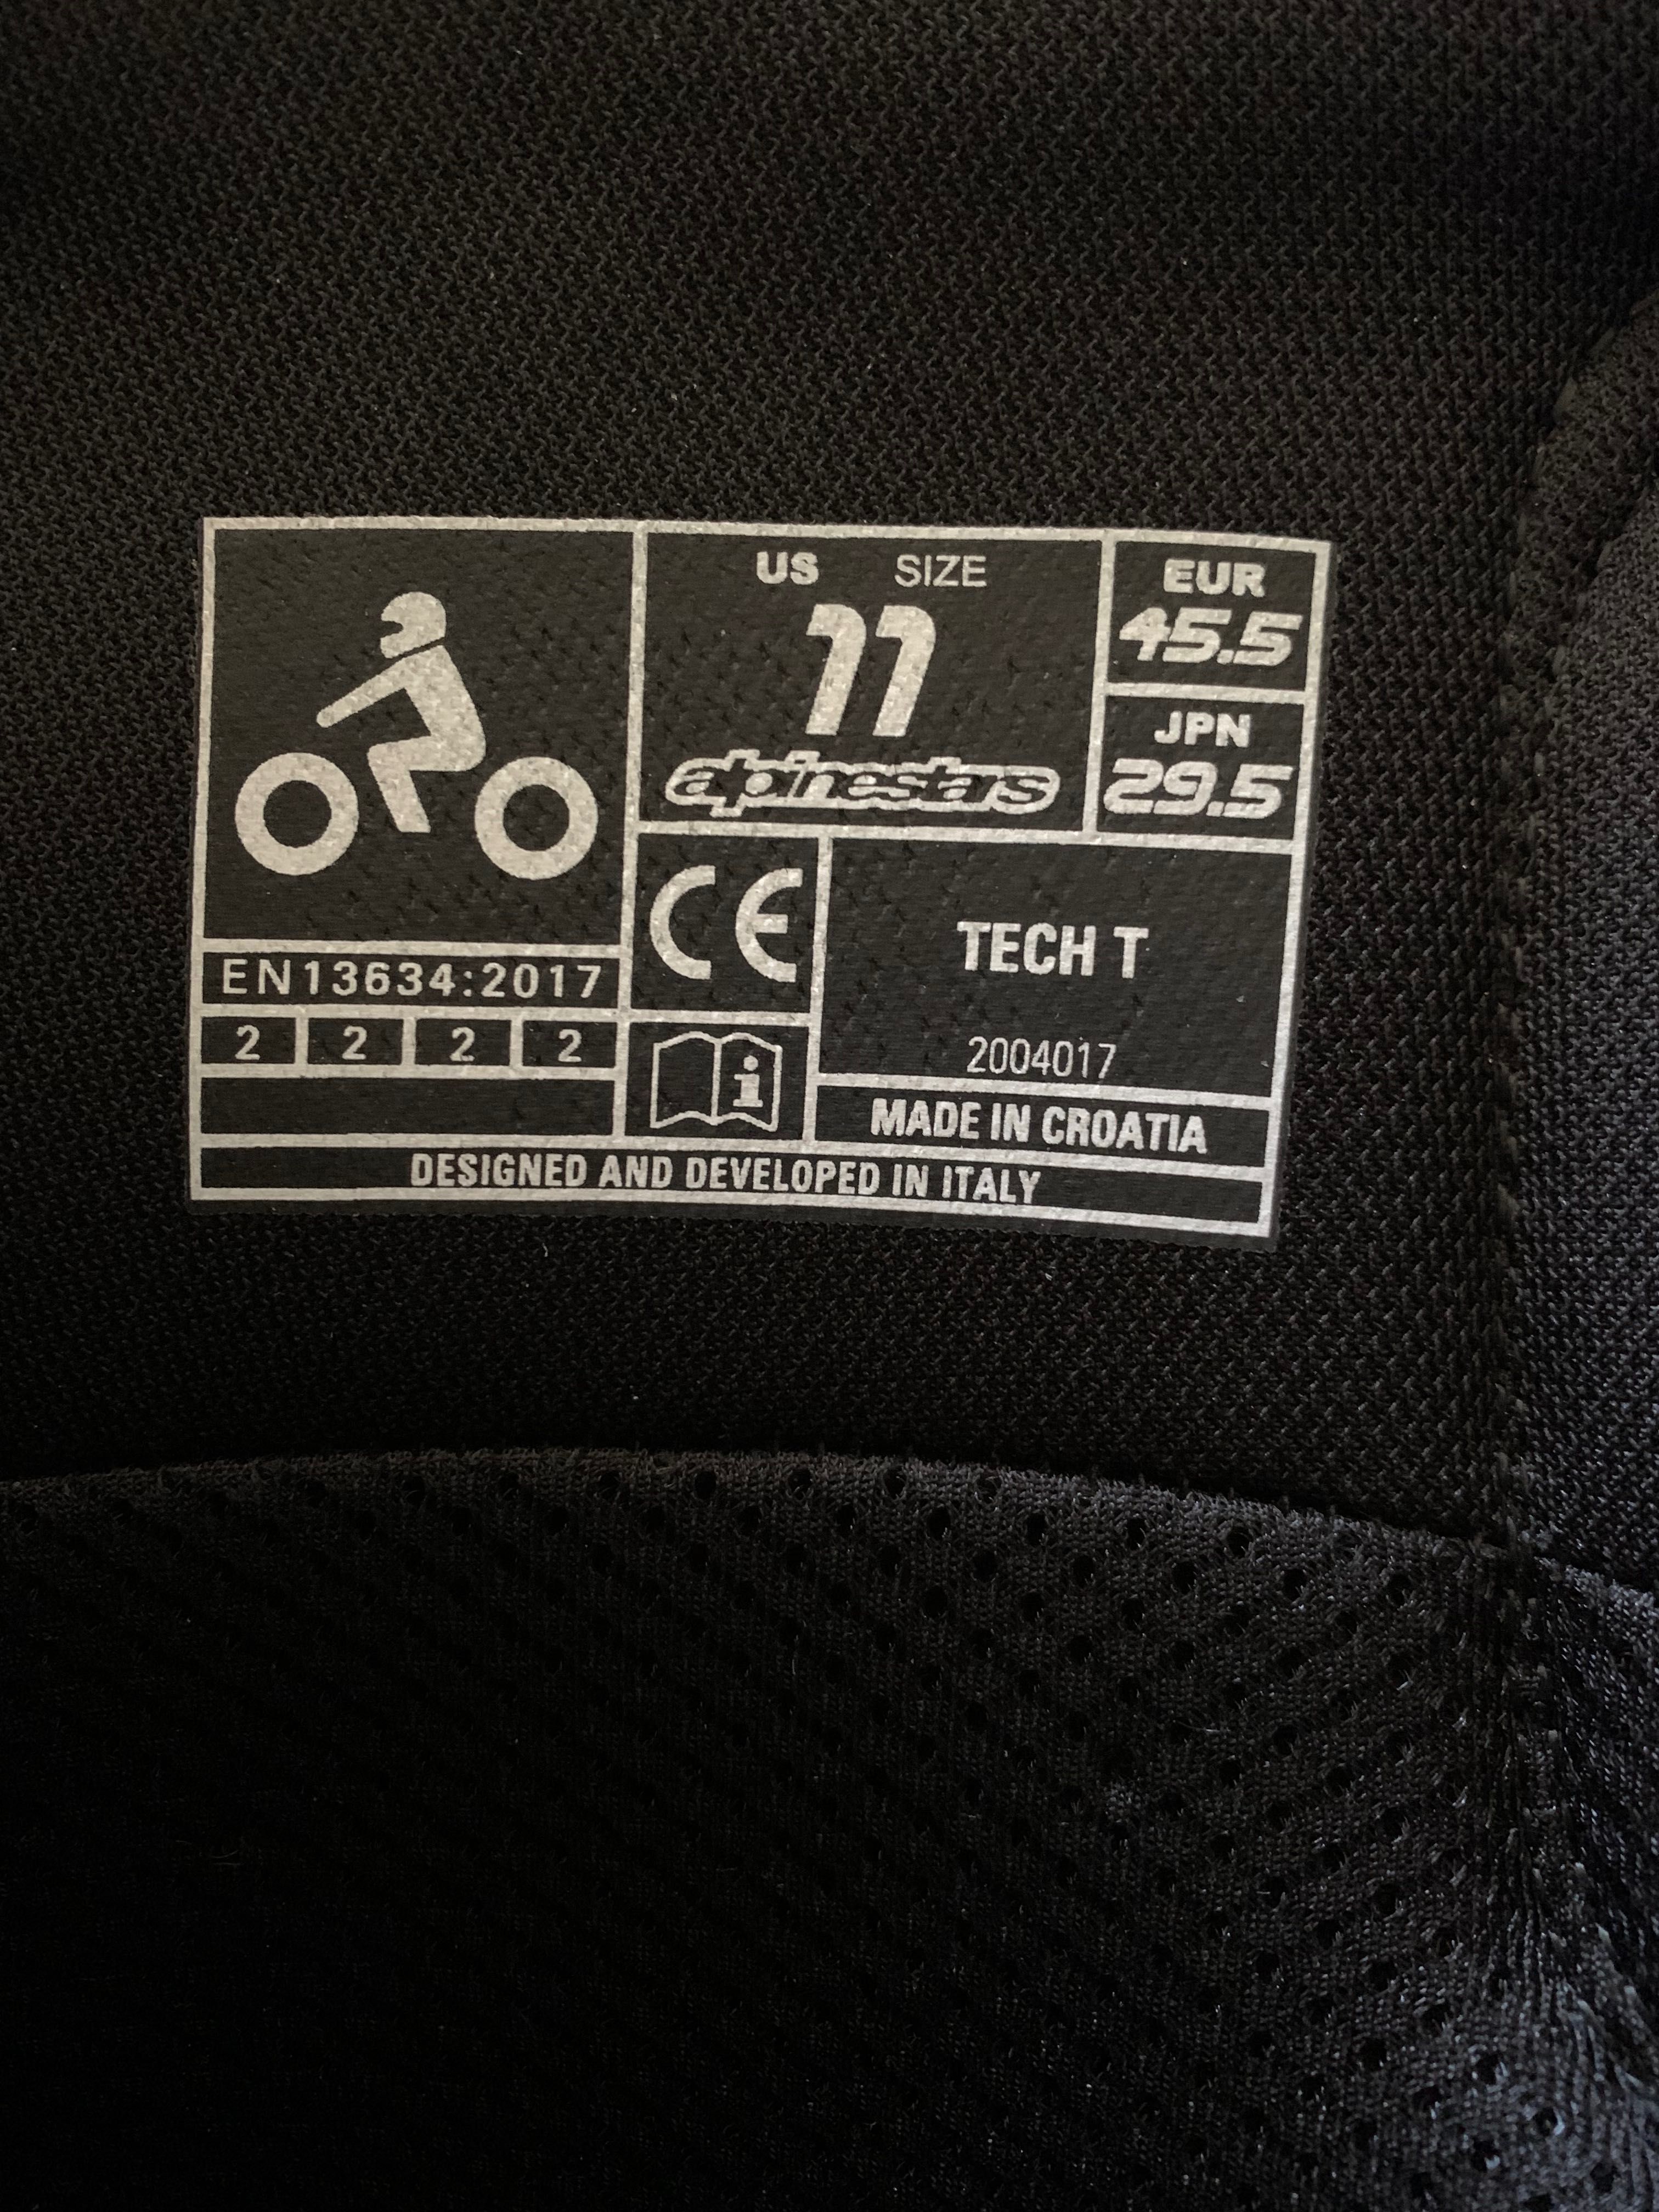 US SIZE
11
alpinestars
EUR
45.5
JPN
29.5
CE
TECH T
2004017
EN13634:2017
2 2 2 2
i
MADE IN CROATIA
DESIGNED AND DEVELOPED IN ITALY